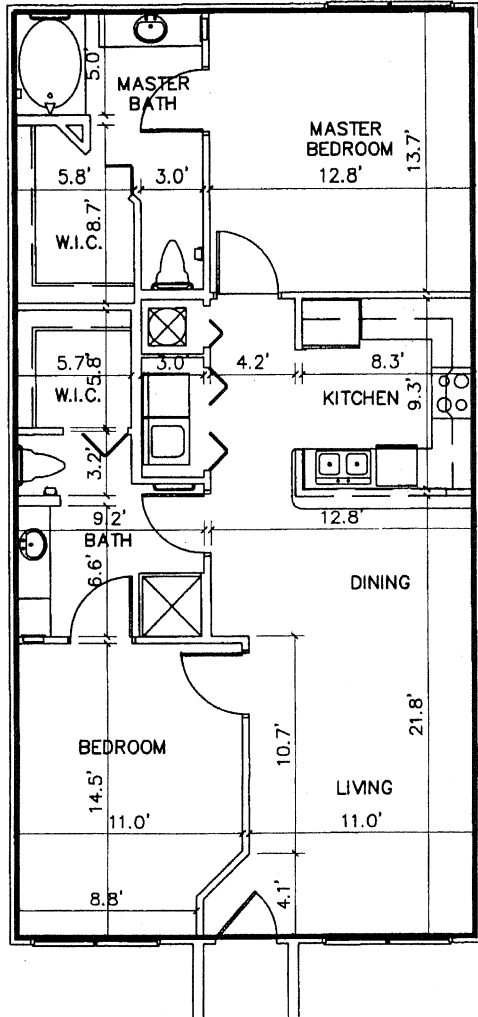 5.0'
MASTER
BATH
MASTER
BEDROOM
13.7'
5.8'
3.0'
12.8'
8.7'
W.I.C.
5.7'
5.8'
3.0'
4.2'
8.3'
W.I.C.
KITCHEN
9.3'
3.2'
9.2'
12.8'
BATH
6.6'
DINING
21.8'
10.7'
BEDROOM
14.5'
LIVING
11.0'
11.0'
8.8'
4.1'